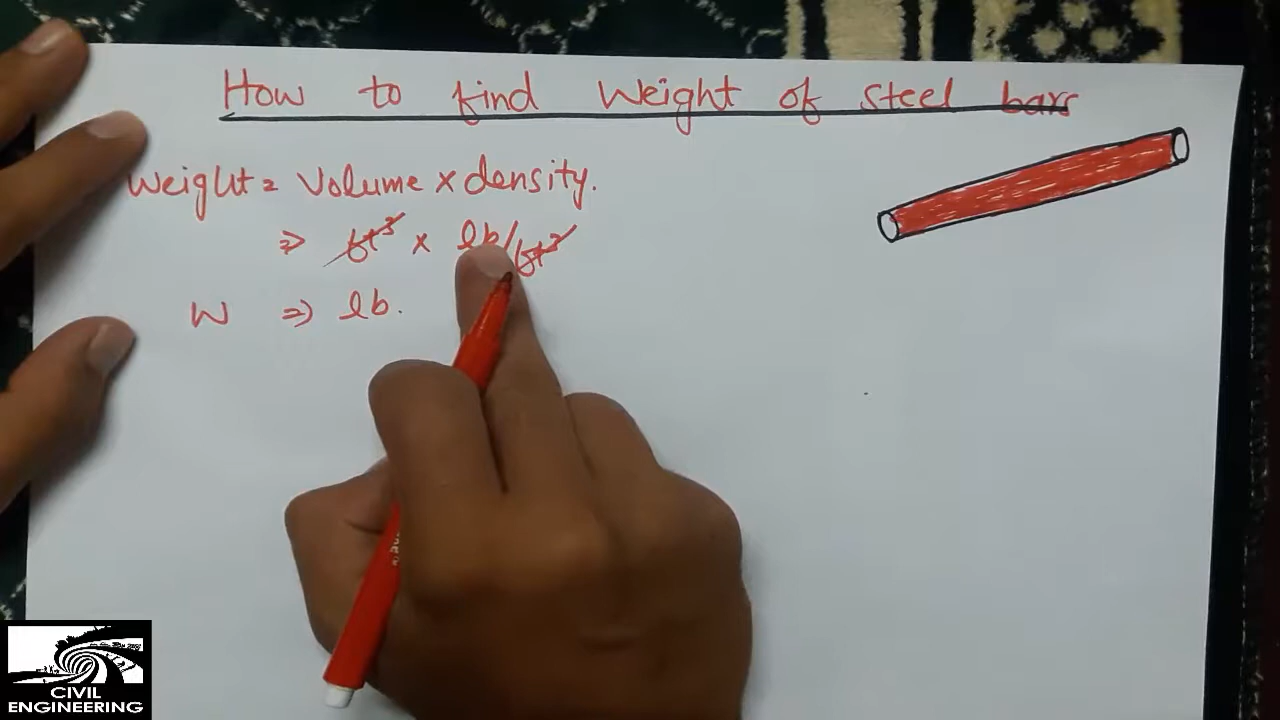 How to find Weight of Steel bars
Weight = Volume x density.
⇒ ft³ x lb/ft³
W ⇒ lb.
CIVIL
ENGINEERING